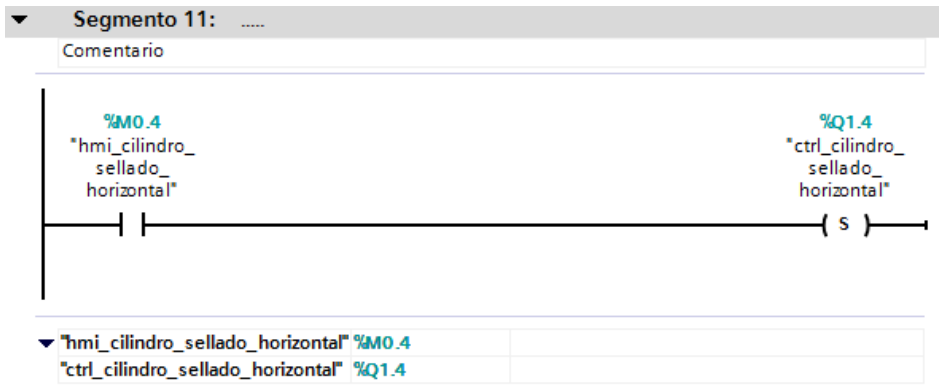 Segmento 11: .....
Comentario
%M0.4 %Q1.4
"hmi_cilindro_ "ctrl_cilindro_
sellado_ sellado_
horizontal" horizontal"
S
"hmi_cilindro_sellado_horizontal" %M0.4
"ctrl_cilindro_sellado_horizontal" %Q1.4